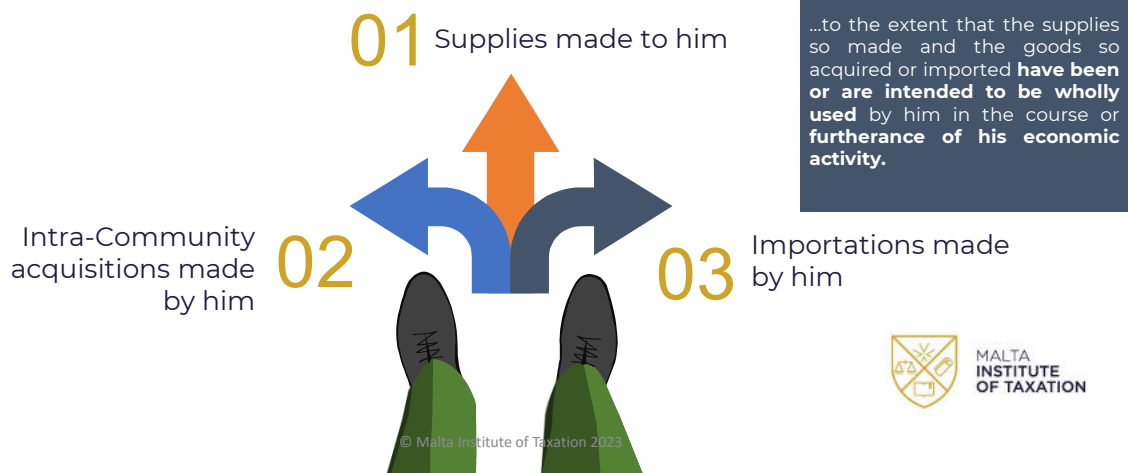 01 Supplies made to him
...to the extent that the supplies
so made and the goods so
acquired or imported have been
or are intended to be wholly
used by him in the course or
furtherance of his economic
activity.
02 Intra-Community
acquisitions made
by him
03 Importations made
by him
MALTA
INSTITUTE
OF TAXATION
© Malta Institute of Taxation 2023